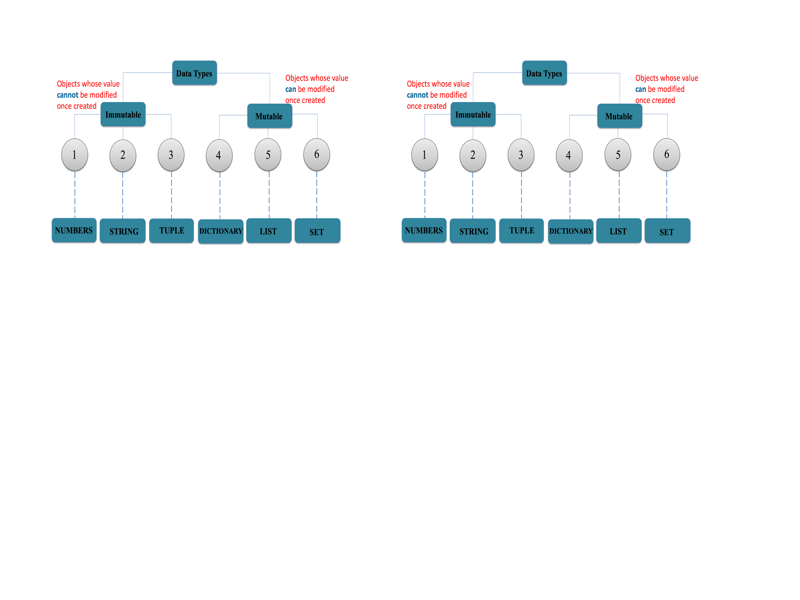 Data Types
Objects whose value
cannot be modified
once created
Objects whose value
can be modified
once created
Immutable
Mutable
1
2
3
4
5
6
NUMBERS
STRING
TUPLE
DICTIONARY
LIST
SET
Data Types
Objects whose value
cannot be modified
once created
Objects whose value
can be modified
once created
Immutable
Mutable
1
2
3
4
5
6
NUMBERS
STRING
TUPLE
DICTIONARY
LIST
SET